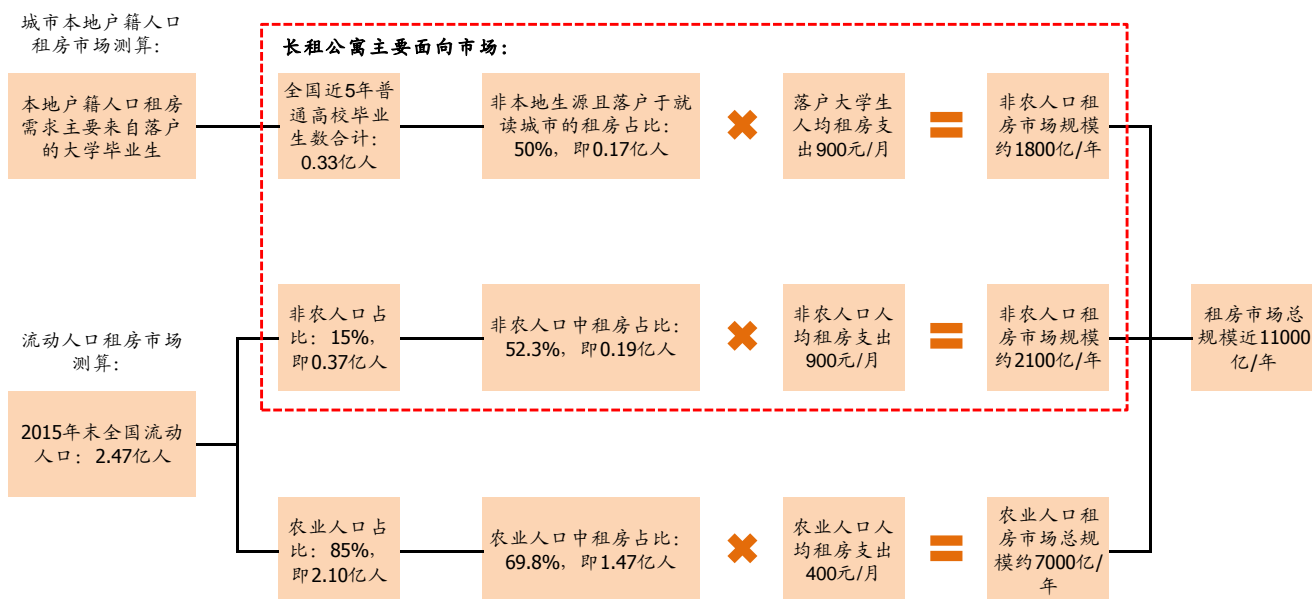 城市本地户籍人口
租房市场测算：
长租公寓主要面向市场：
本地户籍人口租房
需求主要来自落户
的大学毕业生
全国近5年普
通高校毕业
生数合计：
0.33亿人
非本地生源且落户于就
读城市的租房占比：
50%，即0.17亿人
落户大学生
人均租房支
出900元/月
非农人口租
房市场规模
约1800亿/年
流动人口租房市场
测算：
2015年末全国流动
人口：2.47亿人
非农人口占
比：15%，
即0.37亿人
非农人口中租房占比：
52.3%，即0.19亿人
非农人口人
均租房支出
900元/月
非农人口租
房市场规模
约2100亿/年
租房市场总
规模近11000
亿/年
农业人口占
比：85%，
即2.10亿人
农业人口中租房占比：
69.8%，即1.47亿人
农业人口人
均租房支出
400元/月
农业人口租
房市场总规
模约7000亿/
年